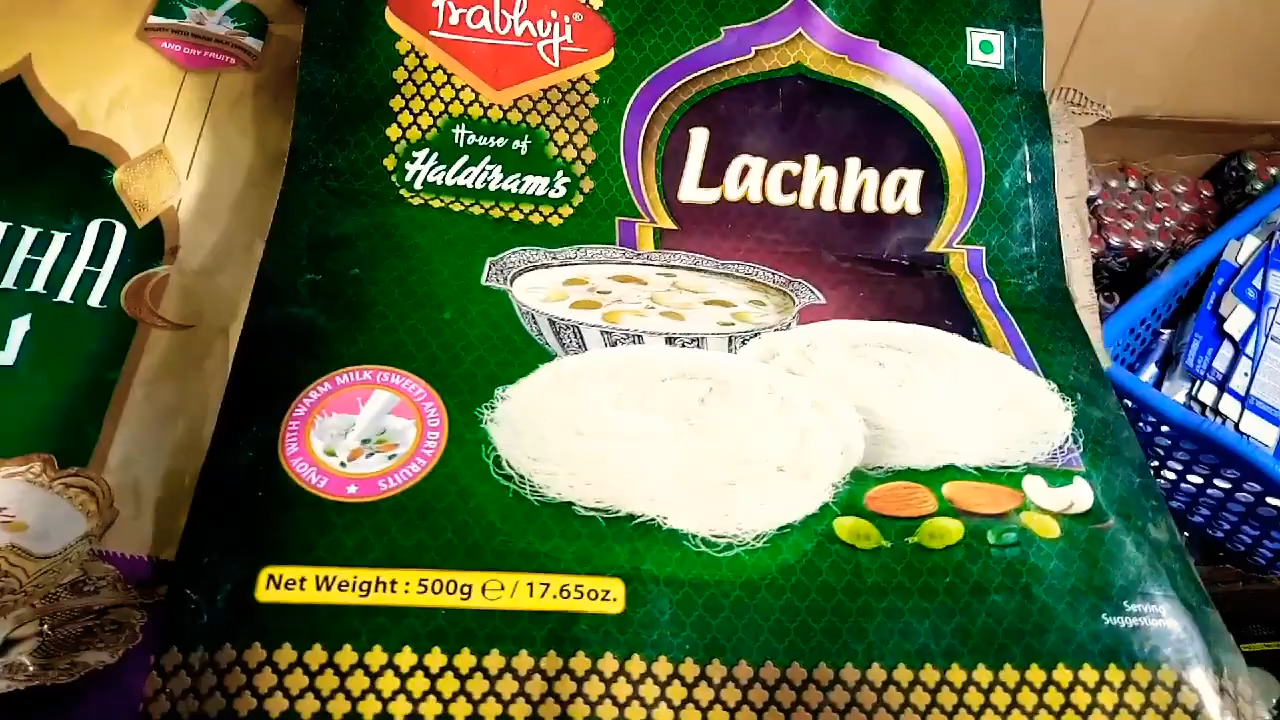 Prabhuji®
House of
Haldiram's
Lachha
ENJOY WITH WARM MILK (SWEET) AND DRY FRUITS
Net Weight : 500g ℮ / 17.65oz.
Serving
Suggestion
AND DRY FRUITS
HHA